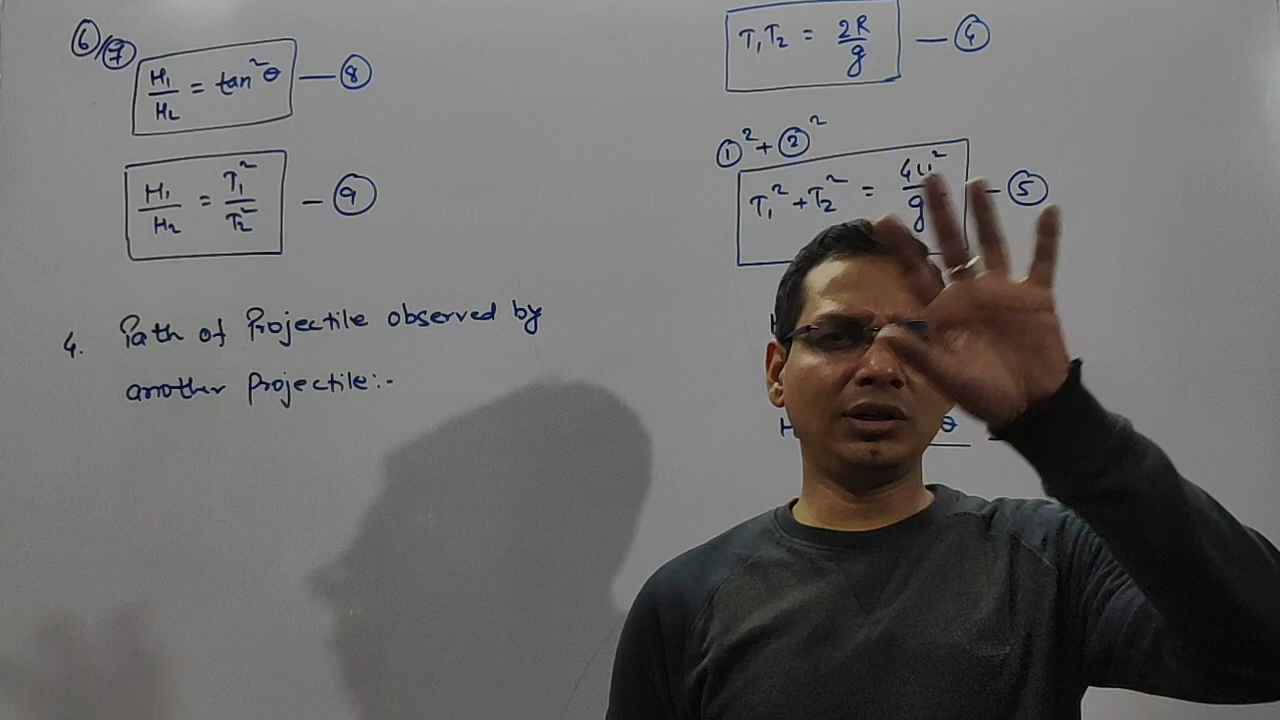 ⑥/⑦
H₁/H₂ = tan²θ — ⑧
H₁/H₂ = T₁²/T₂² — ⑨
4. Path of Projectile observed by
another Projectile:-
T₁T₂ = 2R/g — ④
①² + ②²
T₁² + T₂² = 4u²/g — ⑤
H
H θ